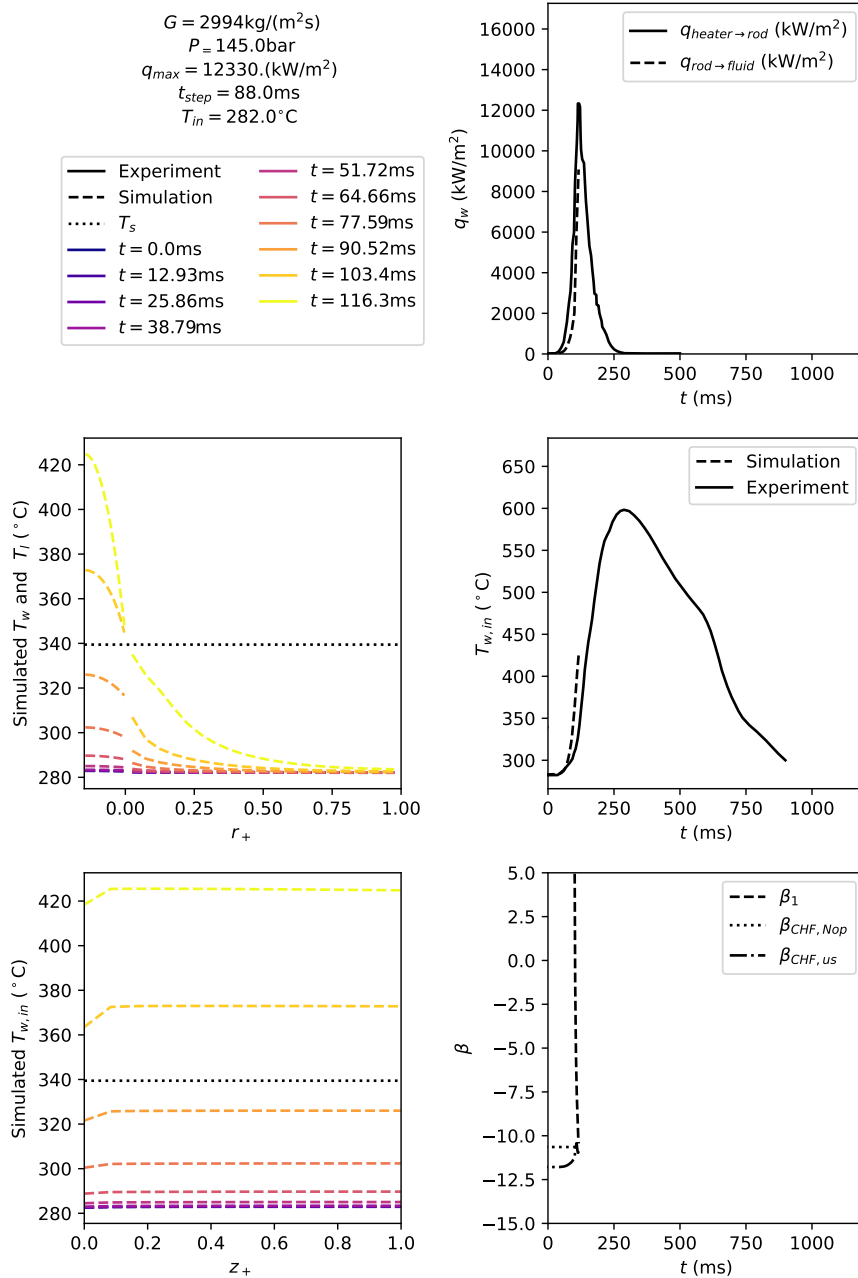 G = 2994kg/(m²s)
P₌ 145.0bar
q_max = 12330.(kW/m²)
t_step = 88.0ms
T_in = 282.0°C
Experiment
Simulation
T_s
t = 0.0ms
t = 12.93ms
t = 25.86ms
t = 38.79ms
t = 51.72ms
t = 64.66ms
t = 77.59ms
t = 90.52ms
t = 103.4ms
t = 116.3ms
q_heater→rod (kW/m²)
q_rod→fluid (kW/m²)
16000
14000
12000
10000
8000
6000
4000
2000
0
q_w (kW/m²)
0 250 500 750 1000
t (ms)
420
400
380
360
340
320
300
280
Simulated T_w and T_l (°C)
0.00 0.25 0.50 0.75 1.00
r_+
Simulation
Experiment
650
600
550
500
450
400
350
300
T_w,in (°C)
0 250 500 750 1000
t (ms)
420
400
380
360
340
320
300
280
Simulated T_w,in (°C)
0.0 0.2 0.4 0.6 0.8 1.0
z_+
β_1
β_CHF,Nop
β_CHF,us
5.0
2.5
0.0
−2.5
−5.0
−7.5
−10.0
−12.5
−15.0
β
0 250 500 750 1000
t (ms)